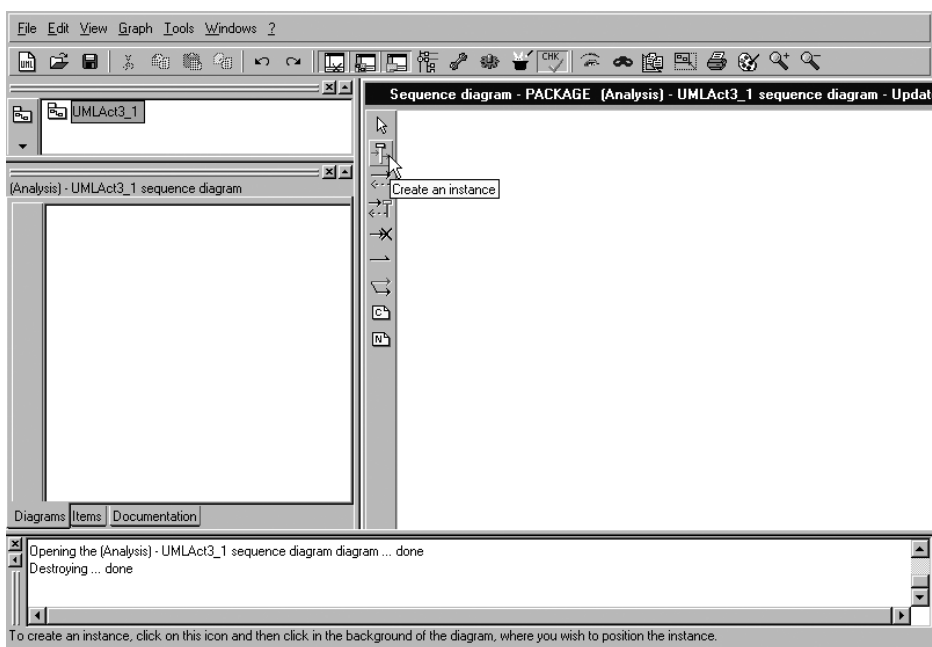 File Edit View Graph Tools Windows ?
UML CHK
UMLAct3_1
Sequence diagram - PACKAGE (Analysis) - UMLAct3_1 sequence diagram - Updat
(Analysis) - UMLAct3_1 sequence diagram
Create an instance
C
N
Diagrams Items Documentation
Opening the (Analysis) - UMLAct3_1 sequence diagram diagram ... done
Destroying ... done
To create an instance, click on this icon and then click in the background of the diagram, where you wish to position the instance.